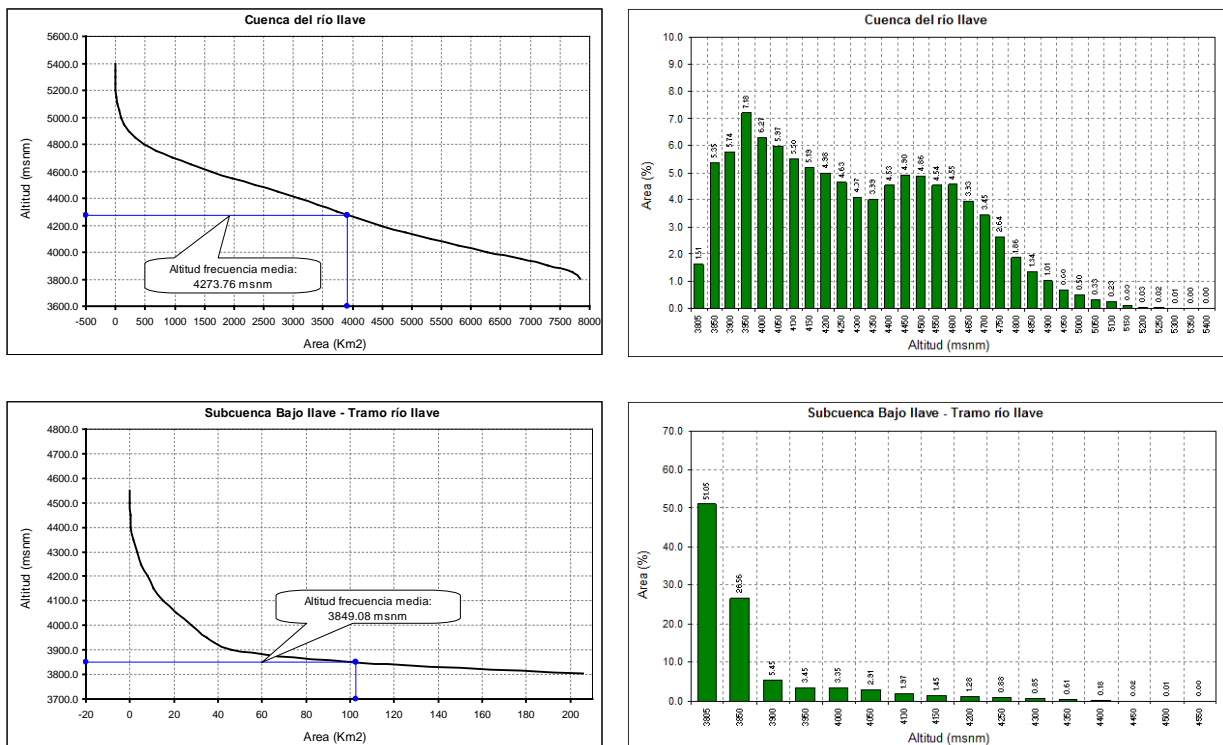 Cuenca del río Ilave
5600.0
5400.0
5200.0
5000.0
4800.0
4600.0
4400.0
4200.0
4000.0
3800.0
3600.0
Altitud (msnm)
Altitud frecuencia media:
4273.76 msnm
-500 0 500 1000 1500 2000 2500 3000 3500 4000 4500 5000 5500 6000 6500 7000 7500 8000
Area (Km2)
Cuenca del río Ilave
10.0
9.0
8.0
7.0
6.0
5.0
4.0
3.0
2.0
1.0
0.0
Area (%)
5.35 5.74 7.18 6.27 5.97 5.50 5.19 4.98 4.63 3.99 4.53 4.90 4.86 4.54 4.55 3.93 3.45 2.64 1.86 1.34 1.01 0.50 0.33 0.23 0.03 0.02 0.01 0.00 0.00
3805 3850 3900 3950 4000 4050 4100 4150 4200 4250 4300 4350 4400 4450 4500 4550 4600 4650 4700 4750 4800 4850 4900 4950 5000 5050 5100 5150 5200 5250 5300 5350 5400
Altitud (msnm)
Subcuenca Bajo Ilave - Tramo río Ilave
4800.0
4700.0
4600.0
4500.0
4400.0
4300.0
4200.0
4100.0
4000.0
3900.0
3800.0
3700.0
Altitud (msnm)
Altitud frecuencia media:
3849.08 msnm
-20 0 20 40 60 80 100 120 140 160 180 200
Area (Km2)
Subcuenca Bajo Ilave - Tramo río Ilave
70.0
60.0
50.0
40.0
30.0
20.0
10.0
0.0
Area (%)
51.05 26.56 5.45 3.45 3.35 2.91 1.97 1.45 1.28 0.88 0.85 0.61 0.18 0.02 0.01 0.00
3805 3850 3900 3950 4000 4050 4100 4150 4200 4250 4300 4350 4400 4450 4500 4550
Altitud (msnm)